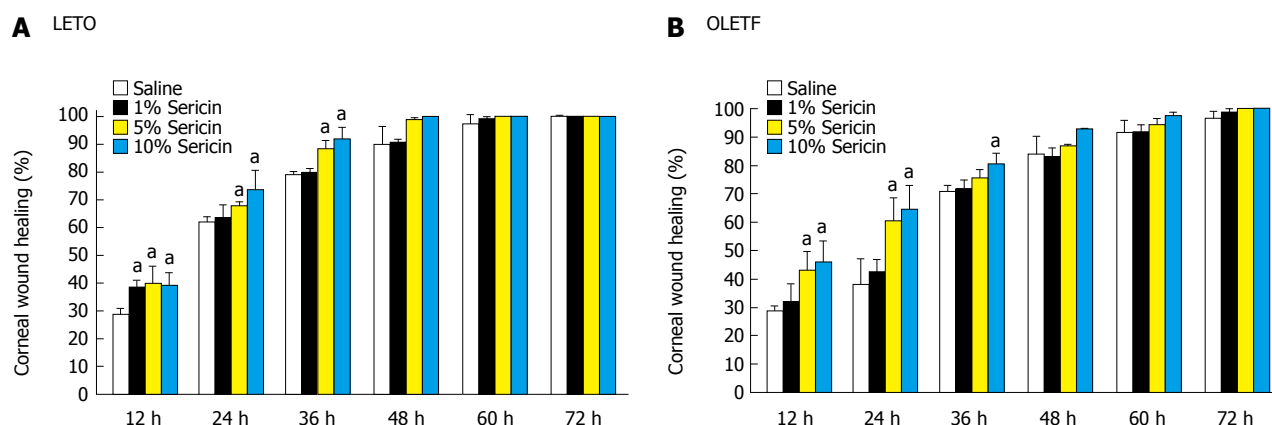 A LETO
Saline
1% Sericin
5% Sericin
10% Sericin
Corneal wound healing (%)
100
90
80
70
60
50
40
30
20
10
0
a
a
a
a
a
a
a
12 h 24 h 36 h 48 h 60 h 72 h
B OLETF
Saline
1% Sericin
5% Sericin
10% Sericin
Corneal wound healing (%)
100
90
80
70
60
50
40
30
20
10
0
a
a
a
a
a
12 h 24 h 36 h 48 h 60 h 72 h